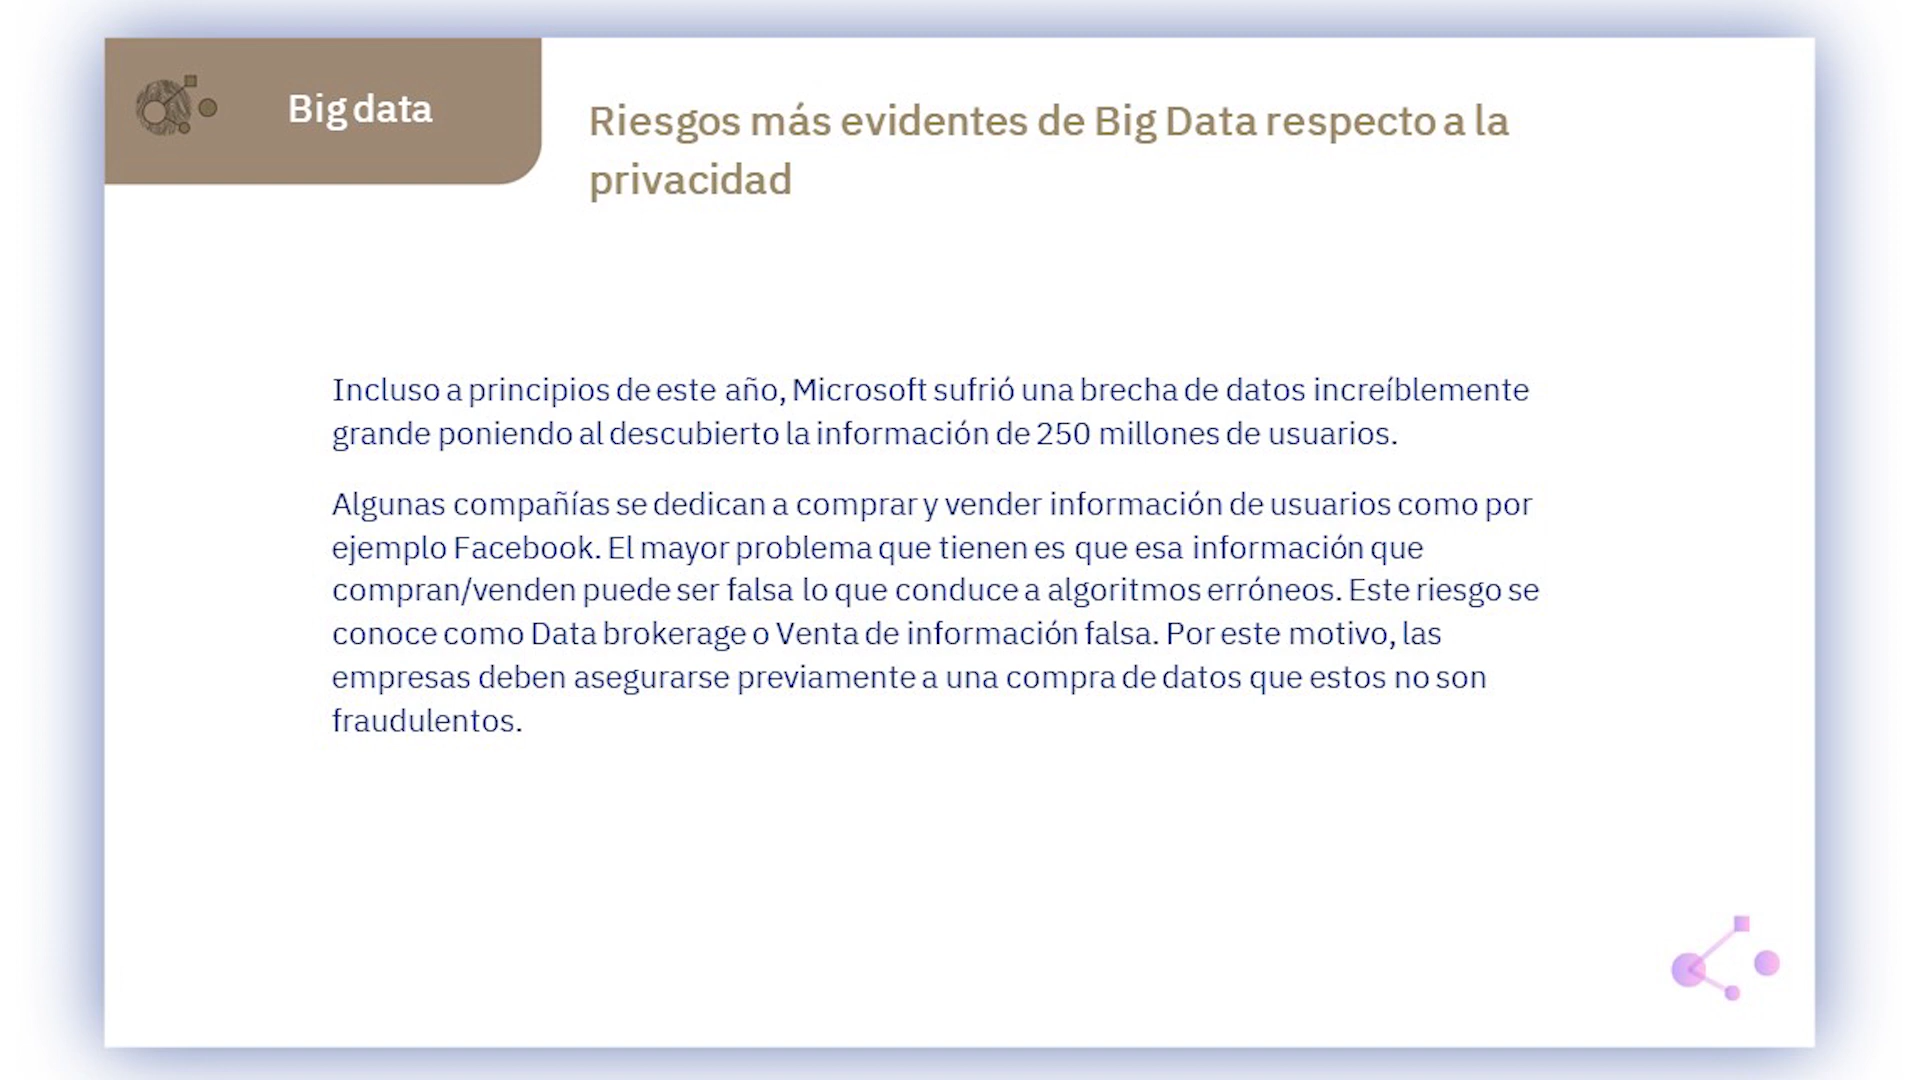 Big data
Riesgos más evidentes de Big Data respecto a la
privacidad
Incluso a principios de este año, Microsoft sufrió una brecha de datos increíblemente
grande poniendo al descubierto la información de 250 millones de usuarios.
Algunas compañías se dedican a comprar y vender información de usuarios como por
ejemplo Facebook. El mayor problema que tienen es que esa información que
compran/venden puede ser falsa lo que conduce a algoritmos erróneos. Este riesgo se
conoce como Data brokerage o Venta de información falsa. Por este motivo, las
empresas deben asegurarse previamente a una compra de datos que estos no son
fraudulentos.